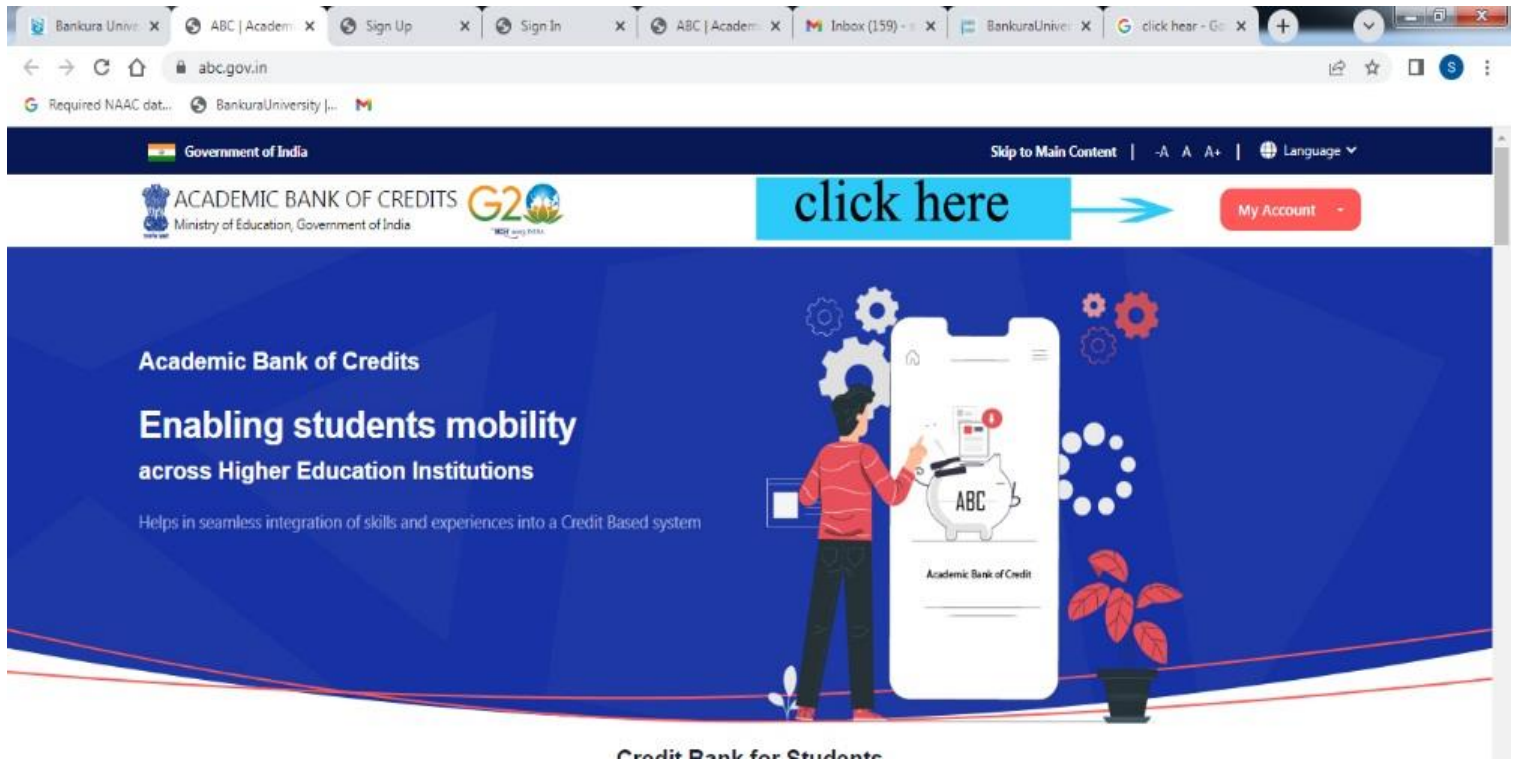 Bankura Unive
ABC | Academ
Sign Up
Sign In
ABC | Academ
Inbox (159) - s
BankuraUniver
click hear - Go
abc.gov.in
S
Required NAAC dat...
BankuraUniversity |...
Government of India
Skip to Main Content | -A A A+ | Language
ACADEMIC BANK OF CREDITS
Ministry of Education, Government of India
G20
click here
My Account
Academic Bank of Credits
Enabling students mobility
across Higher Education Institutions
Helps in seamless integration of skills and experiences into a Credit Based system
ABC
Academic Bank of Credit
Credit Bank for Students